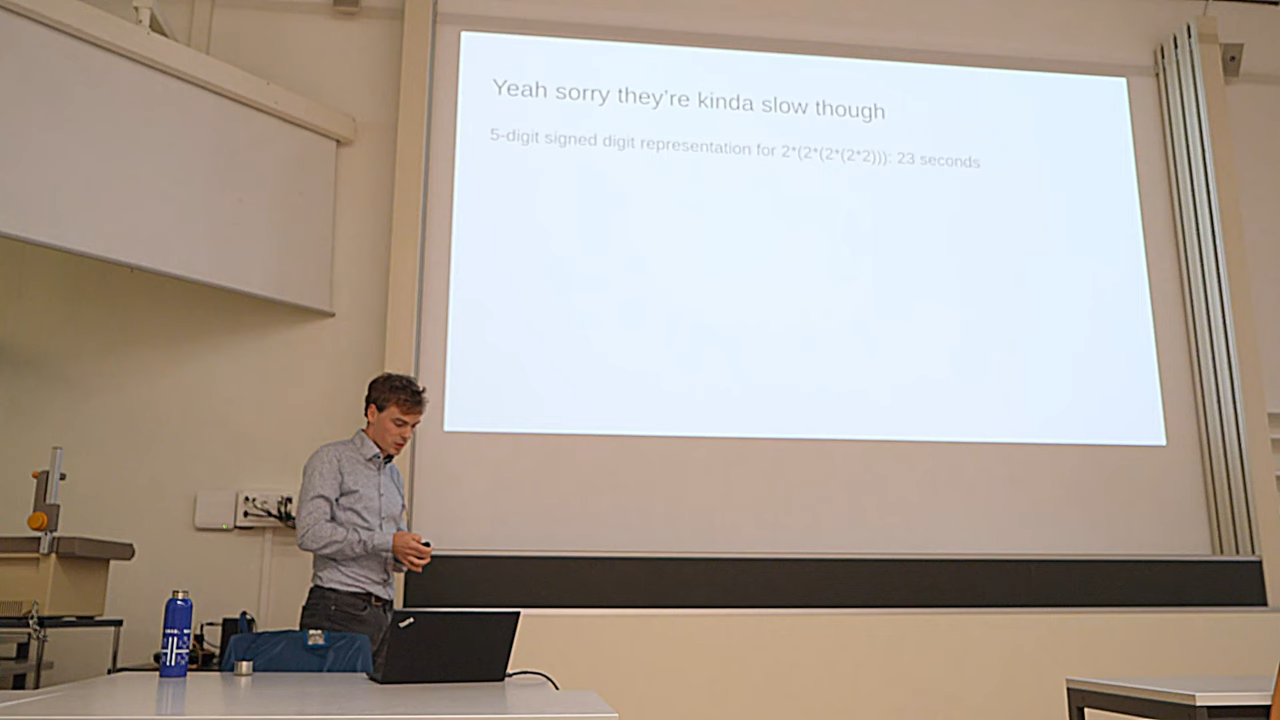 Yeah sorry they're kinda slow though
5-digit signed digit representation for 2*(2*(2*(2*2))): 23 seconds